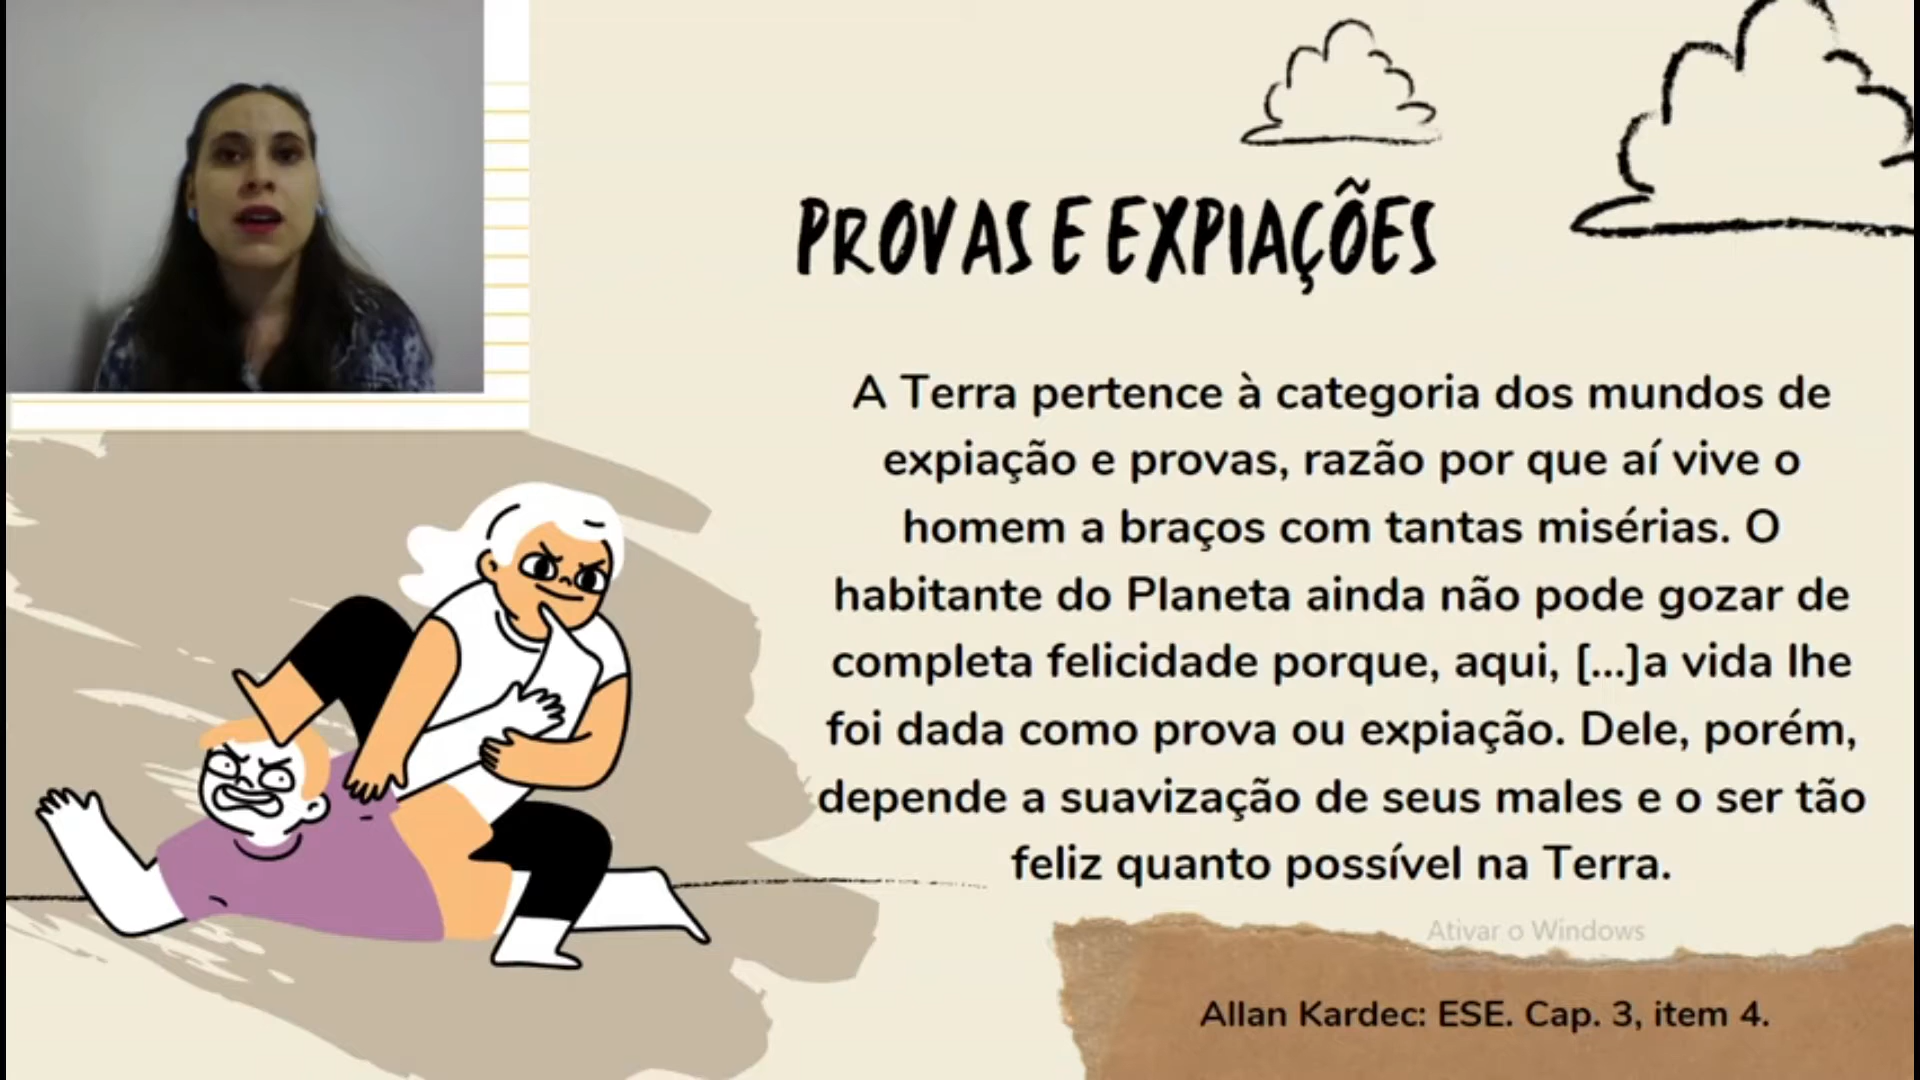 PROVAS E EXPIAÇÕES
A Terra pertence à categoria dos mundos de
expiação e provas, razão por que aí vive o
homem a braços com tantas misérias. O
habitante do Planeta ainda não pode gozar de
completa felicidade porque, aqui, [...]a vida lhe
foi dada como prova ou expiação. Dele, porém,
depende a suavização de seus males e o ser tão
feliz quanto possível na Terra.
Ativar o Windows
Allan Kardec: ESE. Cap. 3, item 4.